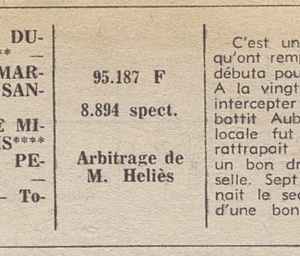 DU-
** —
MAR-
SAN-
E MI-
IS****
PE-
— To-
95.187 F
8.894 spect.
Arbitrage de
M. Heliès
C'est un
qu'ont remp
débuta pou
A la vingt
intercepter
battit Aub
locale fut
rattrapait
un bon dr
selle. Sept
nait le sec
d'une bon